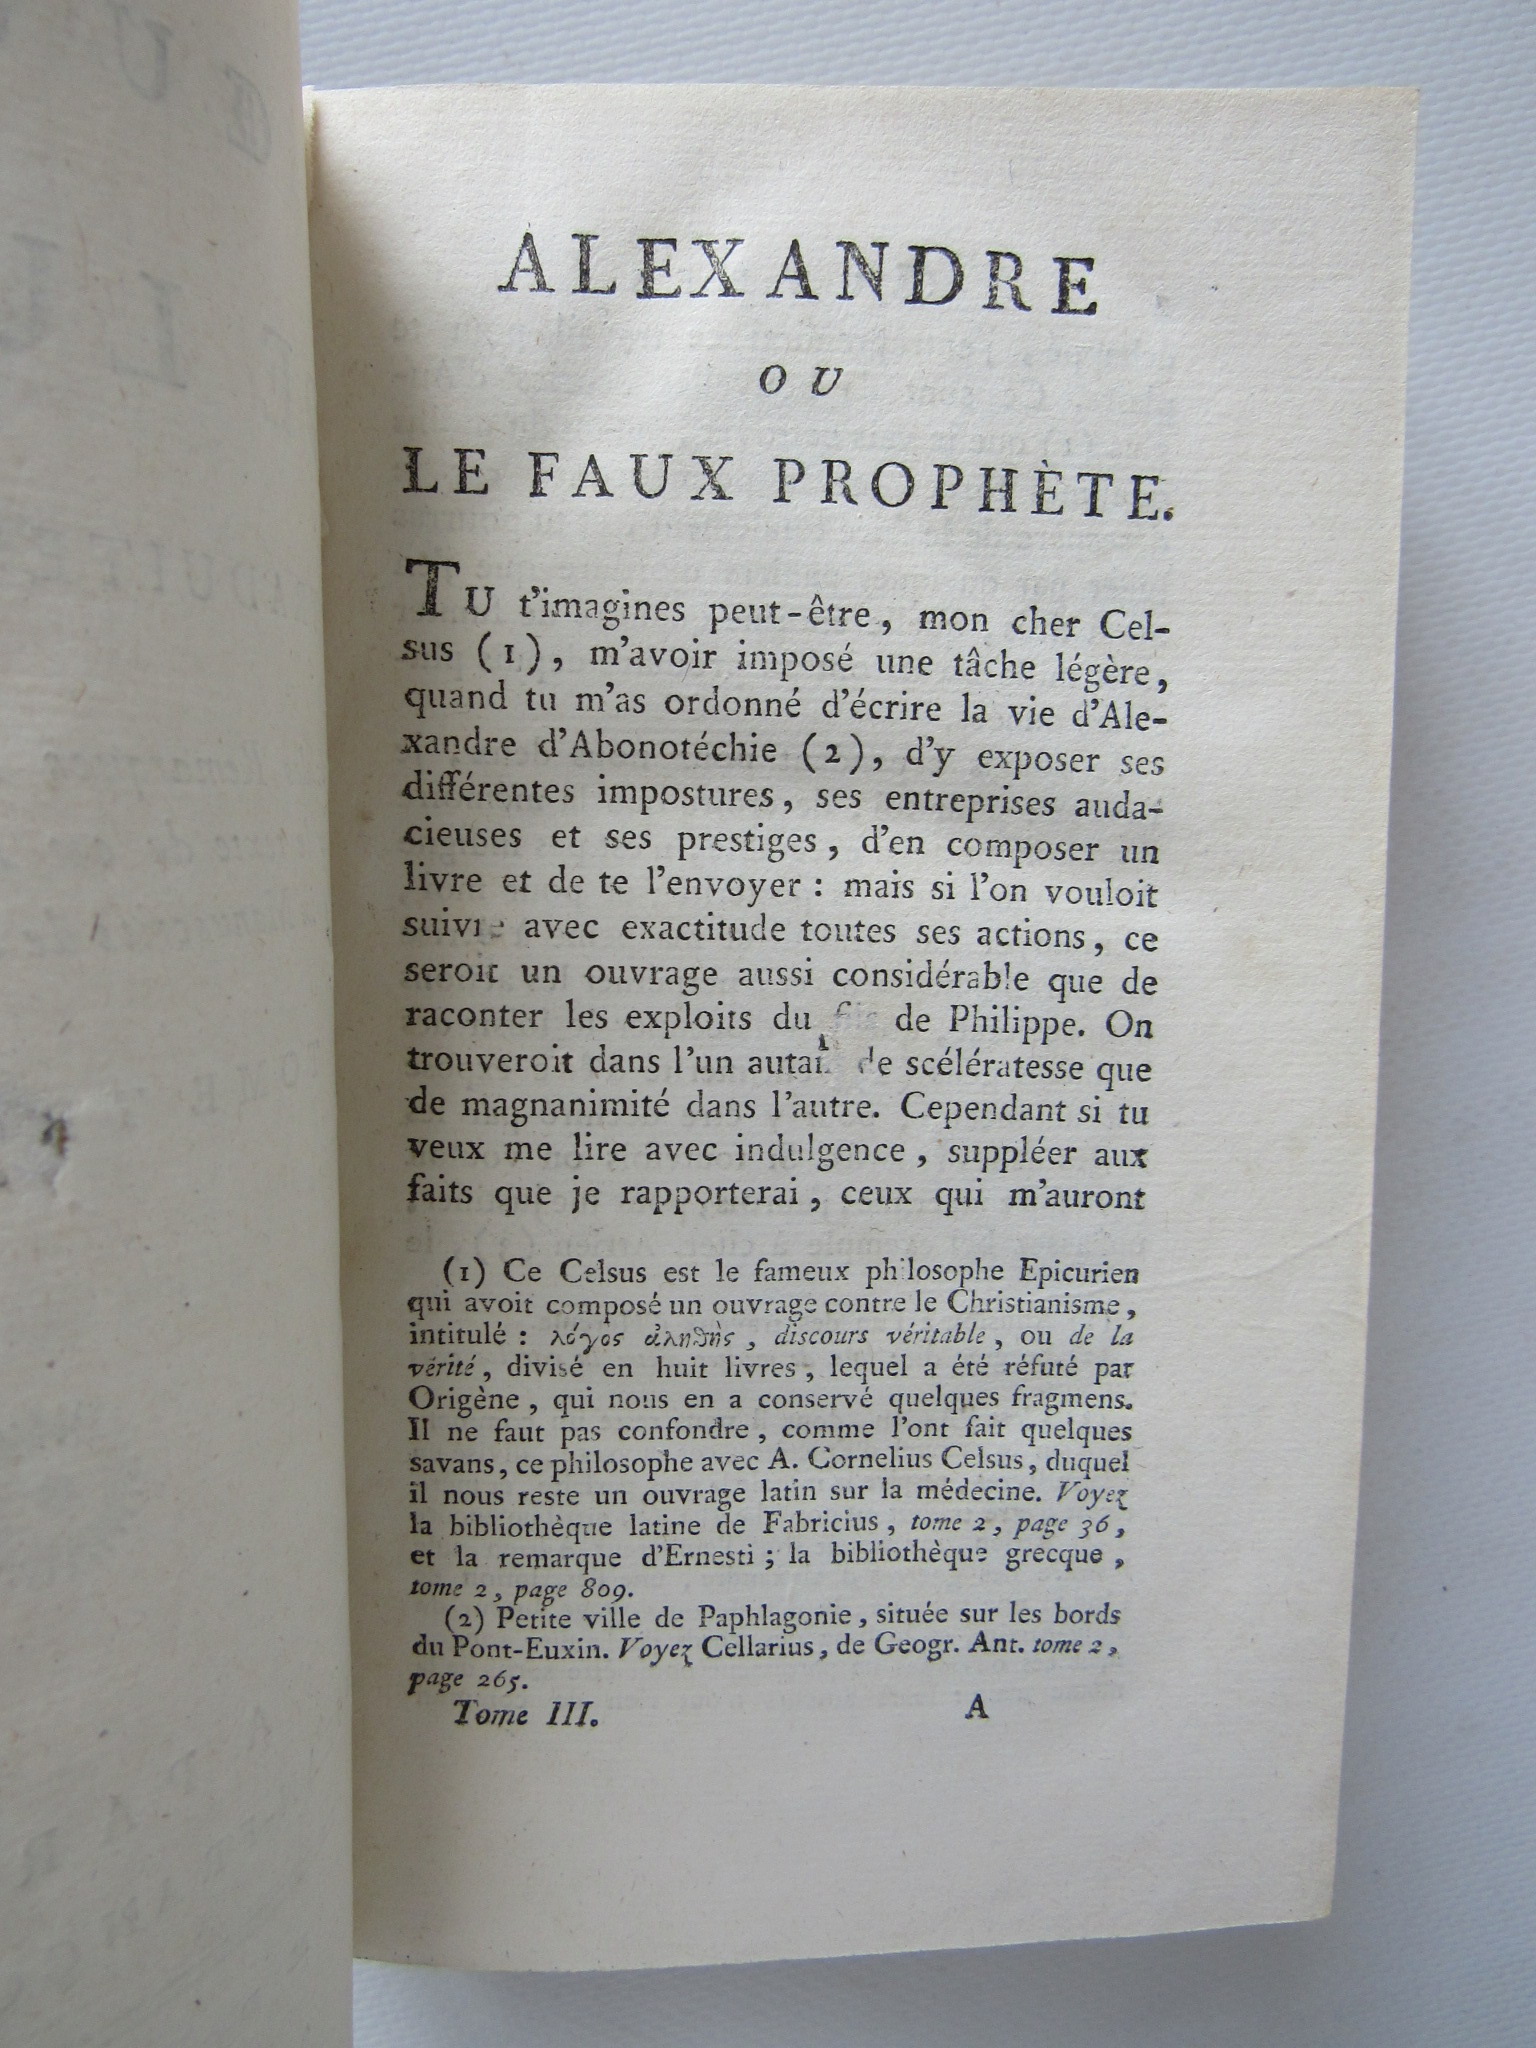 ALEXANDRE
OU
LE FAUX PROPHÈTE.
TU t'imagines peut-être, mon cher Cel-
sus (1), m'avoir imposé une tâche légère,
quand tu m'as ordonné d'écrire la vie d'Ale-
xandre d'Abonotéchie (2), d'y exposer ses
différentes impostures, ses entreprises auda-
cieuses et ses prestiges, d'en composer un
livre et de te l'envoyer : mais si l'on vouloit
suivre avec exactitude toutes ses actions, ce
seroit un ouvrage aussi considérable que de
raconter les exploits du fils de Philippe. On
trouveroit dans l'un autant de scélératesse que
de magnanimité dans l'autre. Cependant si tu
veux me lire avec indulgence, suppléer aux
faits que je rapporterai, ceux qui m'auront
(1) Ce Celsus est le fameux philosophe Epicurien
qui avoit composé un ouvrage contre le Christianisme,
intitulé : λόγος ἀληθὴς, discours véritable, ou de la
vérité, divisé en huit livres, lequel a été réfuté par
Origène, qui nous en a conservé quelques fragmens.
Il ne faut pas confondre, comme l'ont fait quelques
savans, ce philosophe avec A. Cornelius Celsus, duquel
il nous reste un ouvrage latin sur la médecine. Voyez
la bibliothèque latine de Fabricius, tome 2, page 36,
et la remarque d'Ernesti ; la bibliothèque grecque,
tome 2, page 809.
(2) Petite ville de Paphlagonie, située sur les bords
du Pont-Euxin. Voyez Cellarius, de Geogr. Ant. tome 2,
page 265.
Tome III. A